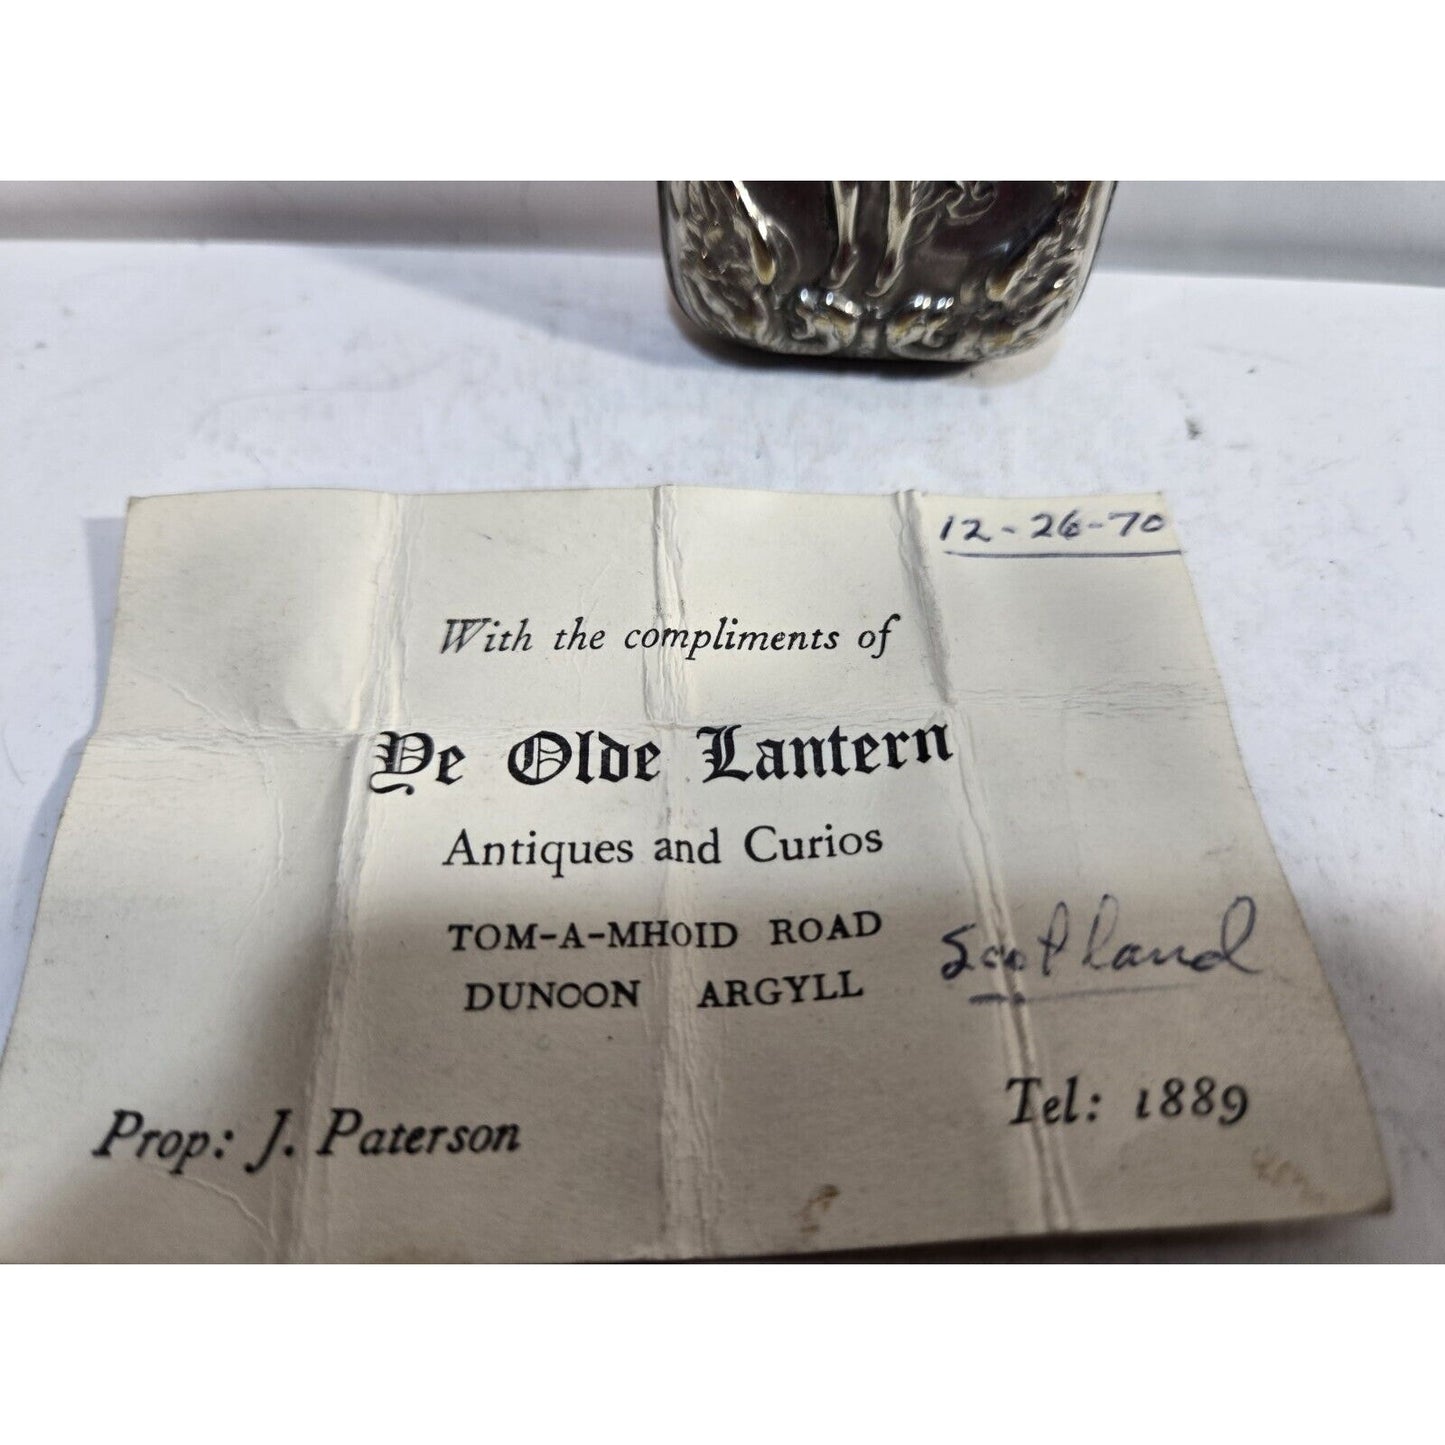 12-26-70
With the compliments of
Ye Olde Lantern
Antiques and Curios
TOM-A-MHOID ROAD
DUNOON ARGYLL Scotland
Tel: 1889
Prop: J. Paterson